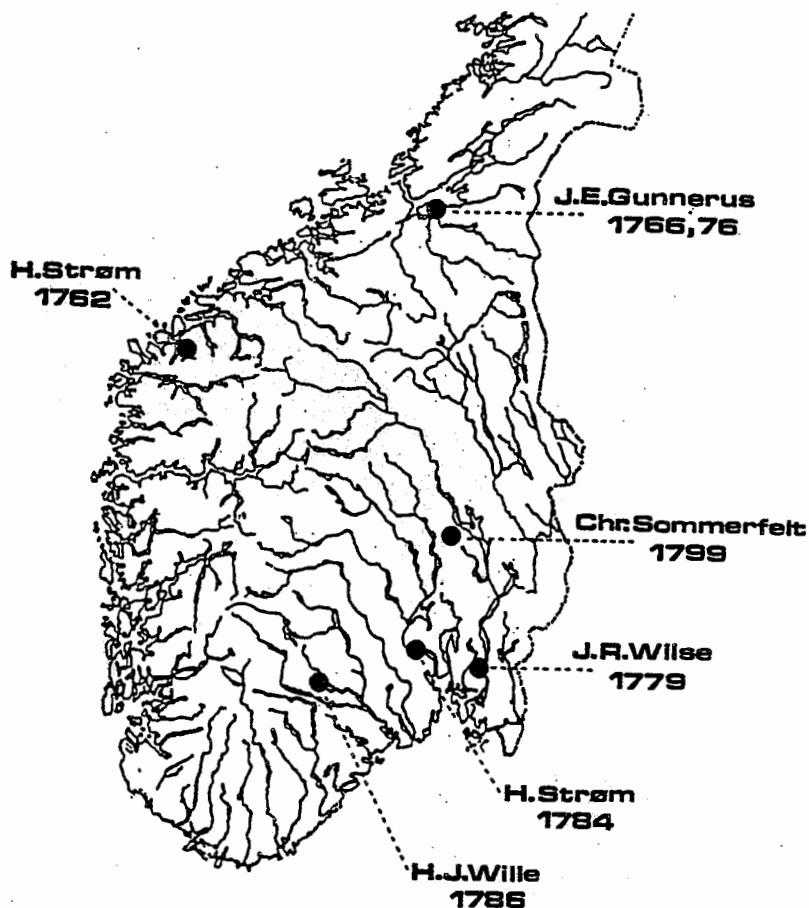 J.E.Gunnerus
1766,76
H.Strøm
1762
Chr.Sommerfelt
1799
J.R.Wilse
1779
H.Strøm
1784
H.J.Wille
1786